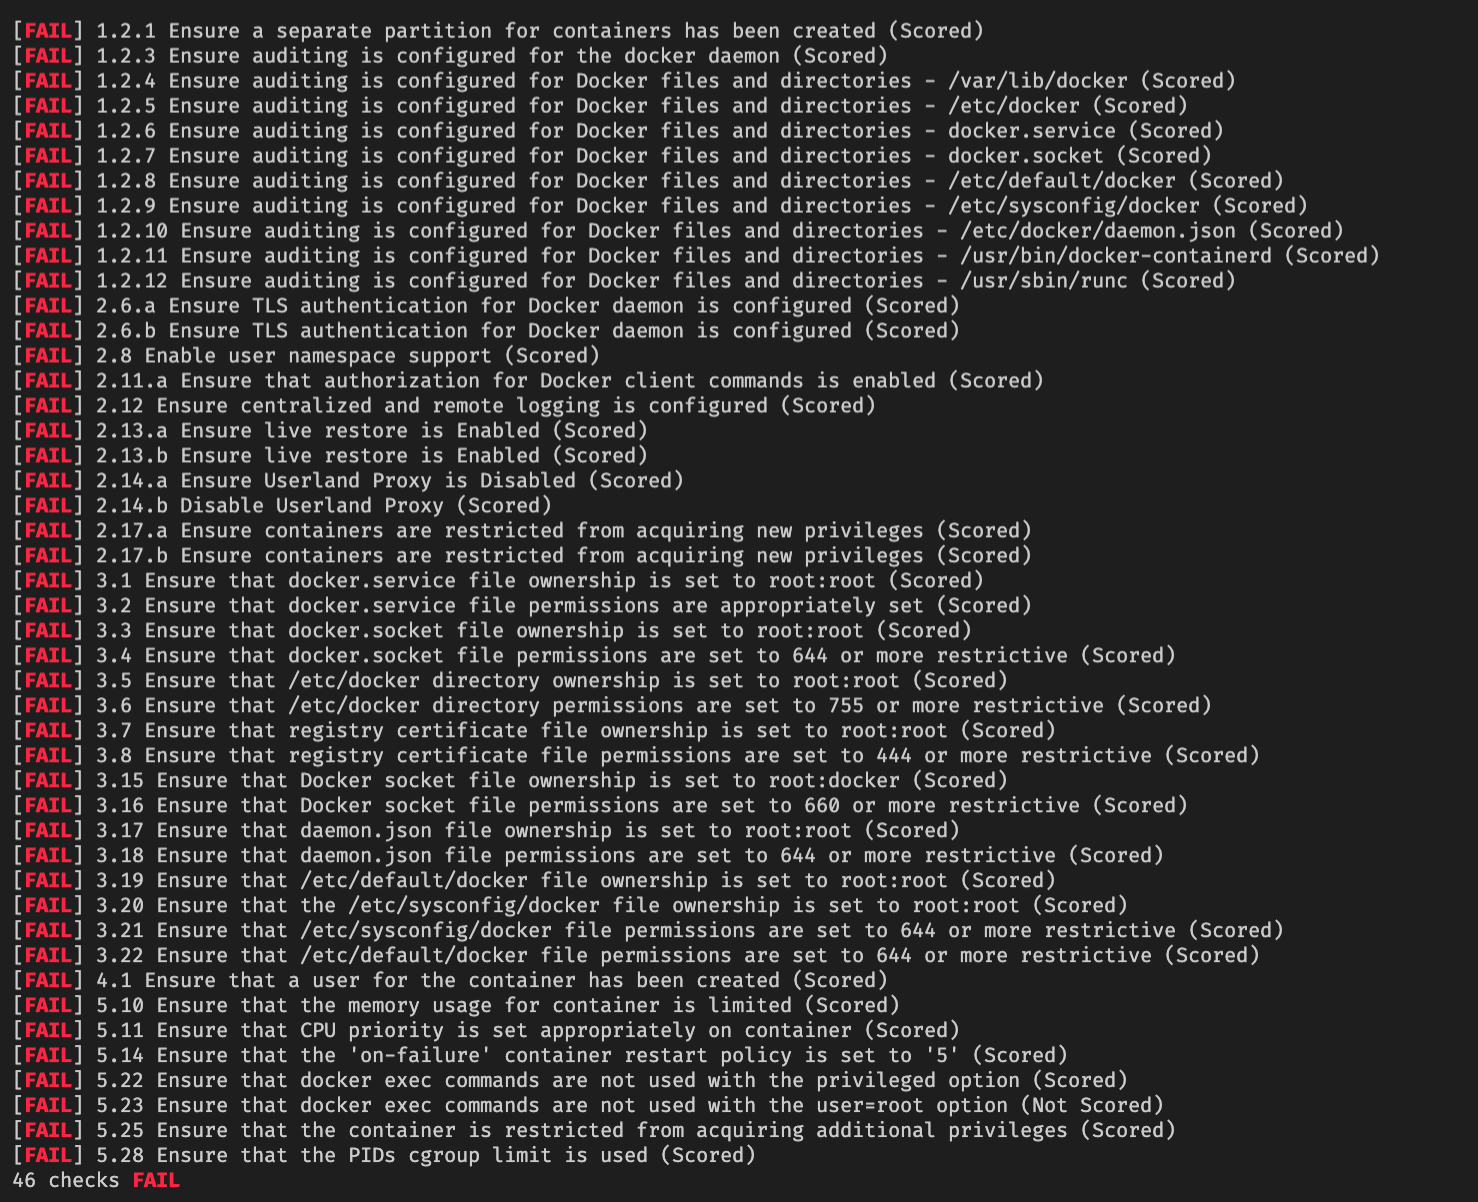 [FAIL] 1.2.1 Ensure a separate partition for containers has been created (Scored)
[FAIL] 1.2.3 Ensure auditing is configured for the docker daemon (Scored)
[FAIL] 1.2.4 Ensure auditing is configured for Docker files and directories - /var/lib/docker (Scored)
[FAIL] 1.2.5 Ensure auditing is configured for Docker files and directories - /etc/docker (Scored)
[FAIL] 1.2.6 Ensure auditing is configured for Docker files and directories - docker.service (Scored)
[FAIL] 1.2.7 Ensure auditing is configured for Docker files and directories - docker.socket (Scored)
[FAIL] 1.2.8 Ensure auditing is configured for Docker files and directories - /etc/default/docker (Scored)
[FAIL] 1.2.9 Ensure auditing is configured for Docker files and directories - /etc/sysconfig/docker (Scored)
[FAIL] 1.2.10 Ensure auditing is configured for Docker files and directories - /etc/docker/daemon.json (Scored)
[FAIL] 1.2.11 Ensure auditing is configured for Docker files and directories - /usr/bin/docker-containerd (Scored)
[FAIL] 1.2.12 Ensure auditing is configured for Docker files and directories - /usr/sbin/runc (Scored)
[FAIL] 2.6.a Ensure TLS authentication for Docker daemon is configured (Scored)
[FAIL] 2.6.b Ensure TLS authentication for Docker daemon is configured (Scored)
[FAIL] 2.8 Enable user namespace support (Scored)
[FAIL] 2.11.a Ensure that authorization for Docker client commands is enabled (Scored)
[FAIL] 2.12 Ensure centralized and remote logging is configured (Scored)
[FAIL] 2.13.a Ensure live restore is Enabled (Scored)
[FAIL] 2.13.b Ensure live restore is Enabled (Scored)
[FAIL] 2.14.a Ensure Userland Proxy is Disabled (Scored)
[FAIL] 2.14.b Disable Userland Proxy (Scored)
[FAIL] 2.17.a Ensure containers are restricted from acquiring new privileges (Scored)
[FAIL] 2.17.b Ensure containers are restricted from acquiring new privileges (Scored)
[FAIL] 3.1 Ensure that docker.service file ownership is set to root:root (Scored)
[FAIL] 3.2 Ensure that docker.service file permissions are appropriately set (Scored)
[FAIL] 3.3 Ensure that docker.socket file ownership is set to root:root (Scored)
[FAIL] 3.4 Ensure that docker.socket file permissions are set to 644 or more restrictive (Scored)
[FAIL] 3.5 Ensure that /etc/docker directory ownership is set to root:root (Scored)
[FAIL] 3.6 Ensure that /etc/docker directory permissions are set to 755 or more restrictive (Scored)
[FAIL] 3.7 Ensure that registry certificate file ownership is set to root:root (Scored)
[FAIL] 3.8 Ensure that registry certificate file permissions are set to 444 or more restrictive (Scored)
[FAIL] 3.15 Ensure that Docker socket file ownership is set to root:docker (Scored)
[FAIL] 3.16 Ensure that Docker socket file permissions are set to 660 or more restrictive (Scored)
[FAIL] 3.17 Ensure that daemon.json file ownership is set to root:root (Scored)
[FAIL] 3.18 Ensure that daemon.json file permissions are set to 644 or more restrictive (Scored)
[FAIL] 3.19 Ensure that /etc/default/docker file ownership is set to root:root (Scored)
[FAIL] 3.20 Ensure that the /etc/sysconfig/docker file ownership is set to root:root (Scored)
[FAIL] 3.21 Ensure that /etc/sysconfig/docker file permissions are set to 644 or more restrictive (Scored)
[FAIL] 3.22 Ensure that /etc/default/docker file permissions are set to 644 or more restrictive (Scored)
[FAIL] 4.1 Ensure that a user for the container has been created (Scored)
[FAIL] 5.10 Ensure that the memory usage for container is limited (Scored)
[FAIL] 5.11 Ensure that CPU priority is set appropriately on container (Scored)
[FAIL] 5.14 Ensure that the 'on-failure' container restart policy is set to '5' (Scored)
[FAIL] 5.22 Ensure that docker exec commands are not used with the privileged option (Scored)
[FAIL] 5.23 Ensure that docker exec commands are not used with the user=root option (Not Scored)
[FAIL] 5.25 Ensure that the container is restricted from acquiring additional privileges (Scored)
[FAIL] 5.28 Ensure that the PIDs cgroup limit is used (Scored)
46 checks FAIL